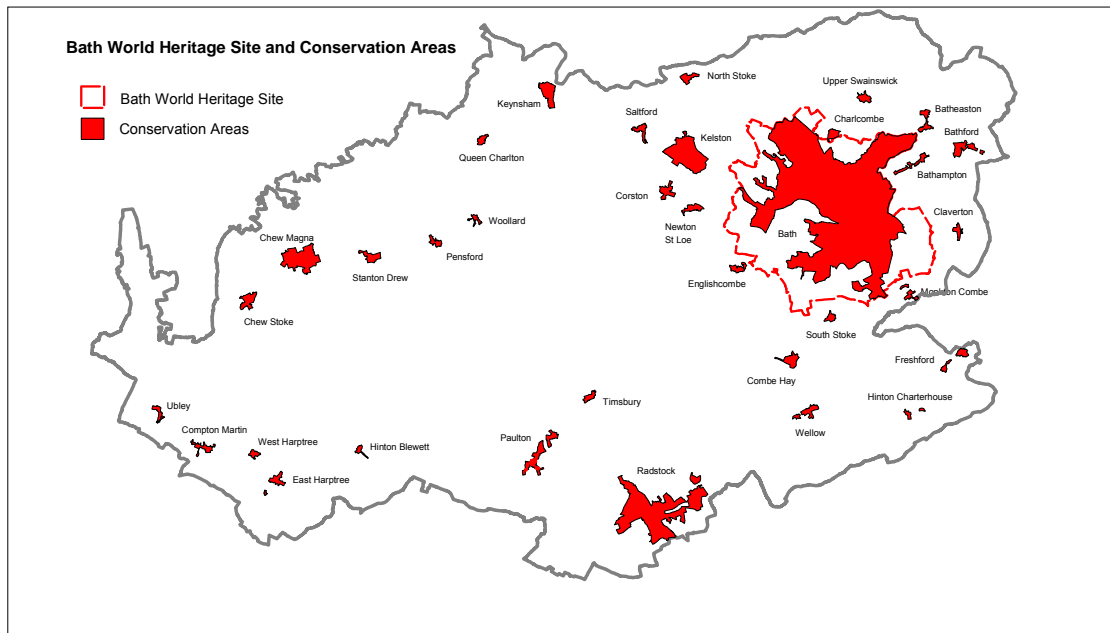 Bath World Heritage Site and Conservation Areas
Bath World Heritage Site
Conservation Areas
North Stoke
Upper Swainswick
Keynsham
Batheaston
Saltford
Charlcombe
Kelston
Bathford
Queen Charlton
Bathampton
Corston
Claverton
Newton
St Loe
Woollard
Bath
Chew Magna
Pensford
Stanton Drew
Englishcombe
Monkton Combe
Chew Stoke
South Stoke
Freshford
Combe Hay
Hinton Charterhouse
Timsbury
Ubley
Wellow
Compton Martin
West Harptree
Hinton Blewett
Paulton
East Harptree
Radstock